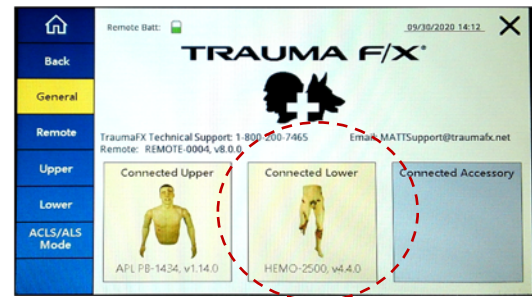 Remote Batt:
09/30/2020 14:12
X
TRAUMA F/X®
Back
General
Remote
Upper
Lower
ACLS/ALS
Mode
TraumaFX Technical Support: 1-800-200-7465 Email: MATTSupport@traumafx.net
Remote: REMOTE-0004, v8.0.0
Connected Upper
Connected Lower
Connected Accessory
APL PB-1434, v1.14.0
HEMO-2500, v4.4.0